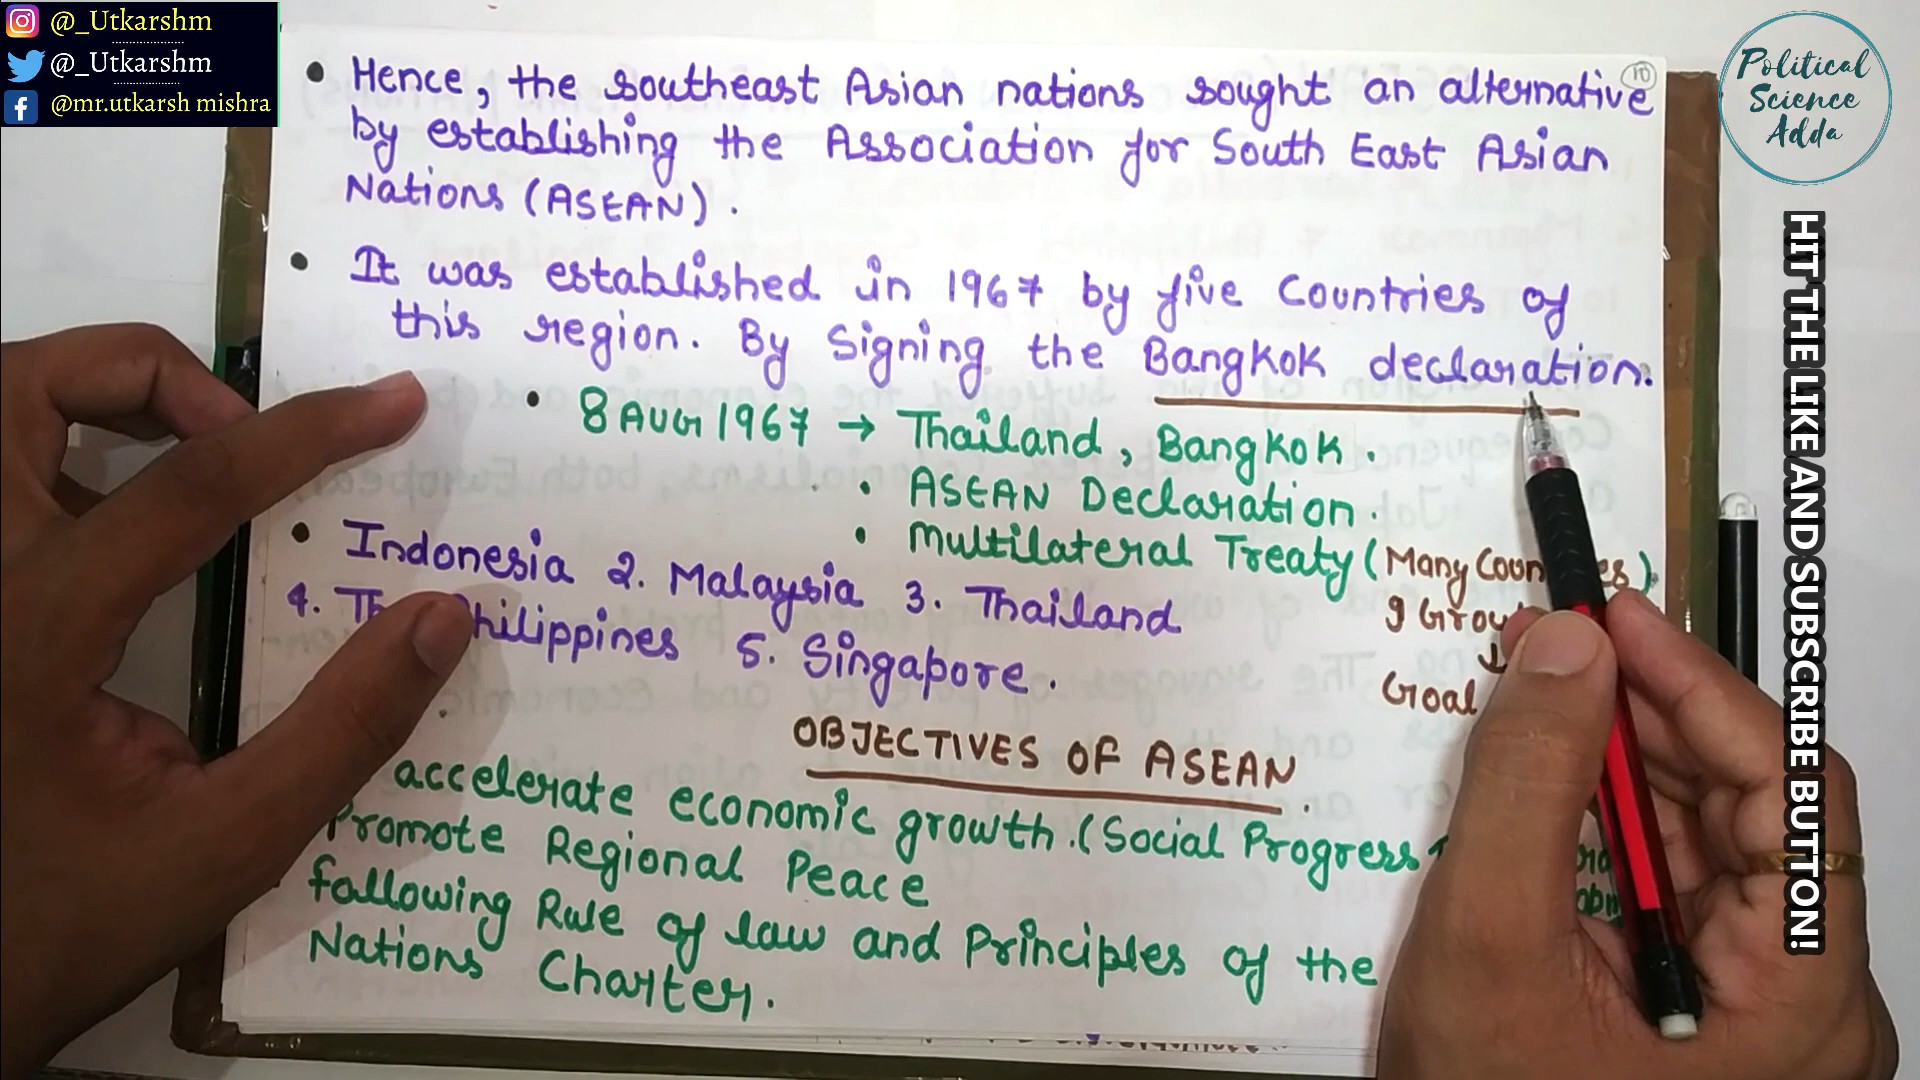 @_Utkarshm
@_Utkarshm
@mr.utkarsh mishra
Political
Science
Adda
HIT THE LIKE AND SUBSCRIBE BUTTON!
10
• Hence, the southeast Asian nations sought an alternative
by establishing the Association for South East Asian
Nations (ASEAN).
• It was established in 1967 by five Countries of
this region. By Signing the Bangkok declaration.
• 8 AUG 1967 → Thailand, Bangkok.
• ASEAN Declaration.
• Multilateral Treaty (Many
• Indonesia 2. Malaysia 3. Thailand
4. Philippines 5. Singapore.
Goal
OBJECTIVES OF ASEAN.
accelerate economic growth. (Social Progress
Promote Regional Peace
following Rule of law and Principles of the
Nations Charter.